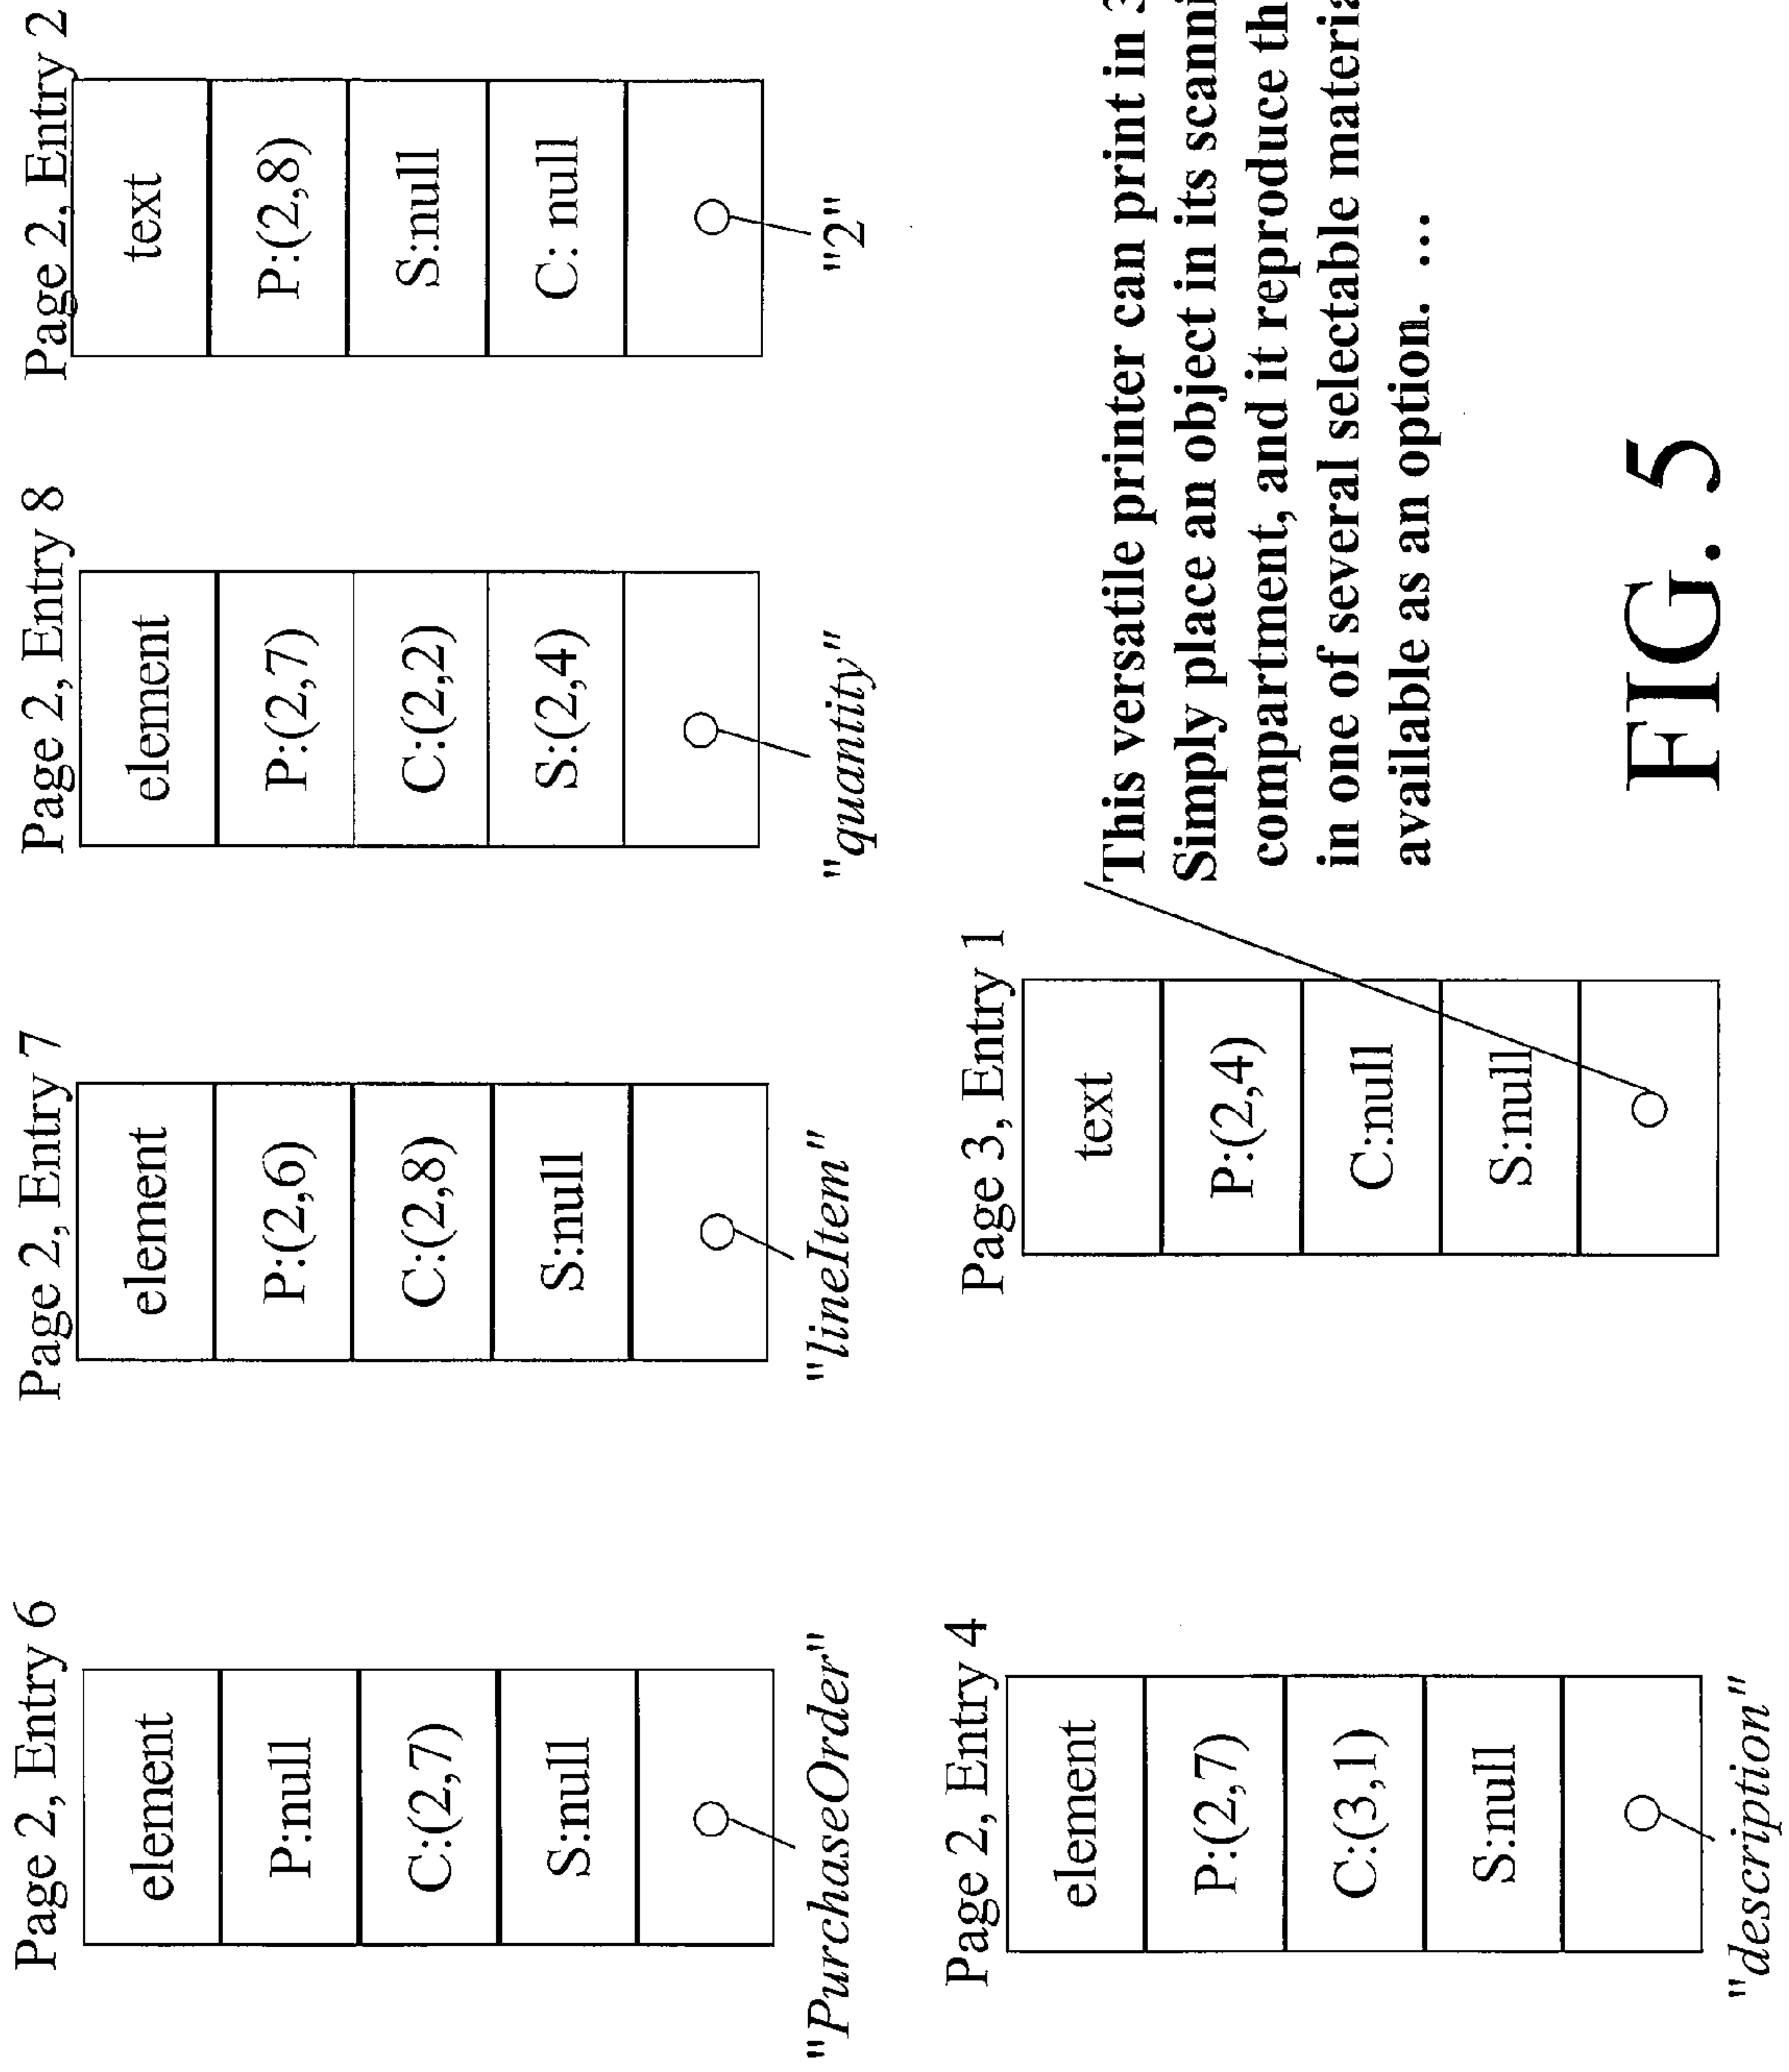 Page 2, Entry 6
element
P:null
C:(2,7)
S:null
"PurchaseOrder"
Page 2, Entry 7
element
P:(2,6)
C:(2,8)
S:null
"lineItem"
Page 2, Entry 8
element
P:(2,7)
C:(2,2)
S:(2,4)
"quantity"
Page 2, Entry 2
text
P:(2,8)
S:null
C: null
"2"
Page 2, Entry 4
element
P:(2,7)
C:(3,1)
S:null
"description"
Page 3, Entry 1
text
P:(2,4)
C:null
S:null
This versatile printer can print in
Simply place an object in its
compartment, and it reproduce
in one of several selectable
available as an option. ...
FIG. 5